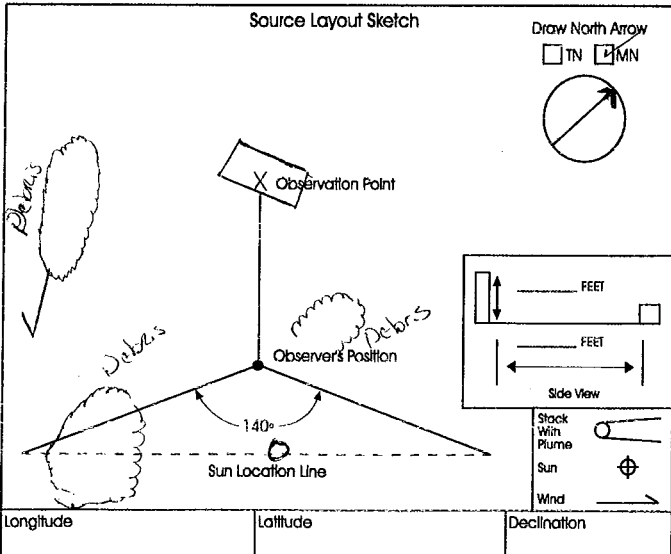 Source Layout Sketch
Draw North Arrow
TN MN
Debris
X Observation Point
FEET
Debris
Debris
Observer's Position
FEET
Side View
140°
Sun Location Line
Stack
With
Plume
Sun
Wind
Longitude Latitude Declination